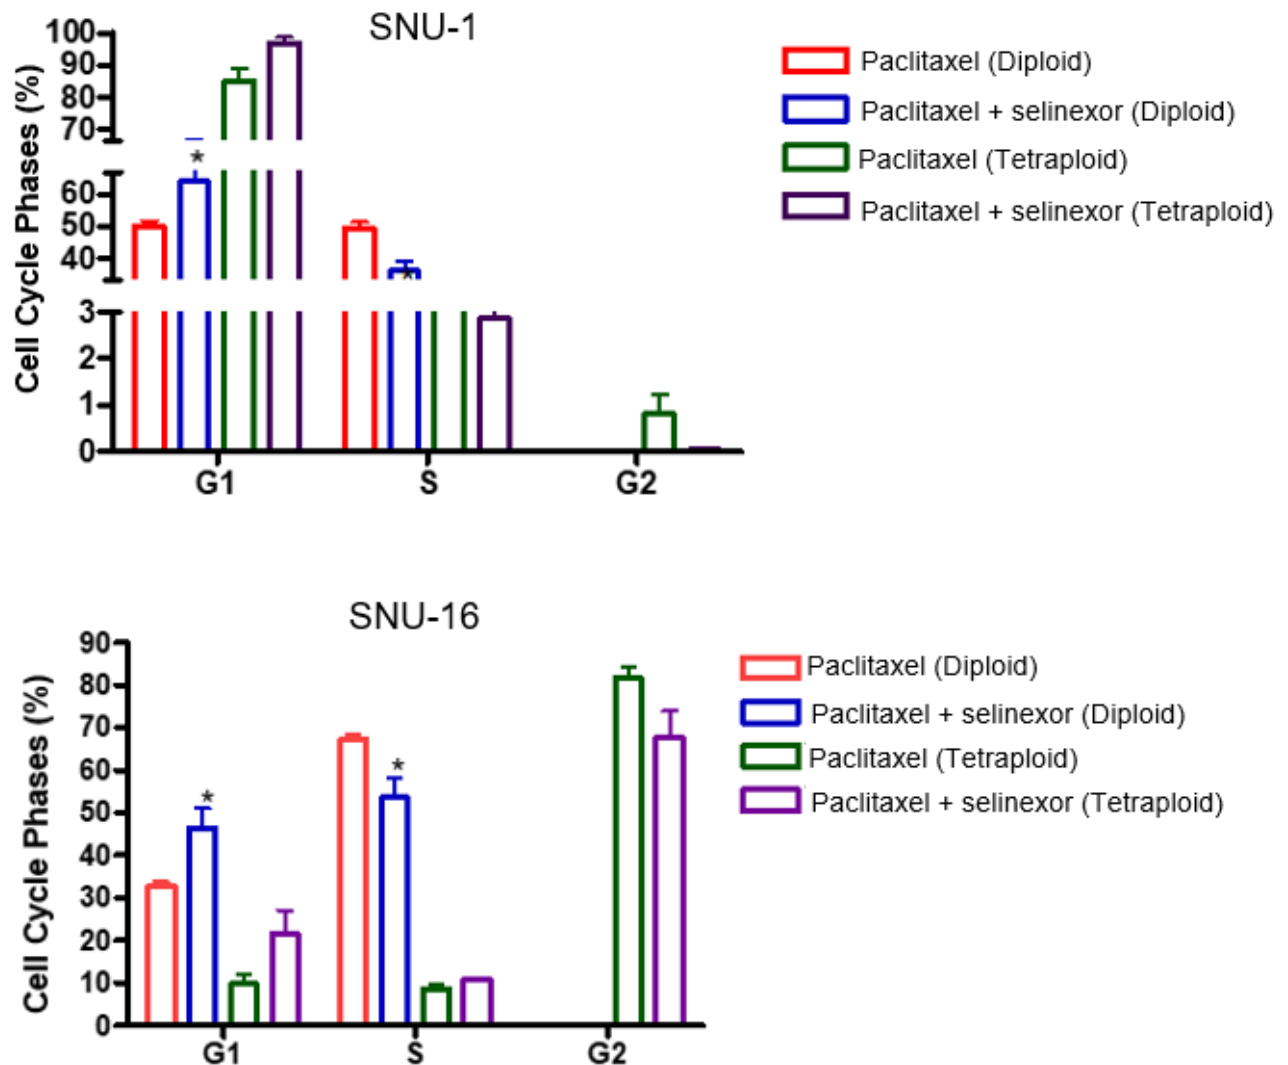 SNU-1
Cell Cycle Phases (%)
100
90
80
70
60
50
40
3
2
1
0
*
*
G1 S G2
Paclitaxel (Diploid)
Paclitaxel + selinexor (Diploid)
Paclitaxel (Tetraploid)
Paclitaxel + selinexor (Tetraploid)
SNU-16
Cell Cycle Phases (%)
90
80
70
60
50
40
30
20
10
0
*
*
G1 S G2
Paclitaxel (Diploid)
Paclitaxel + selinexor (Diploid)
Paclitaxel (Tetraploid)
Paclitaxel + selinexor (Tetraploid)